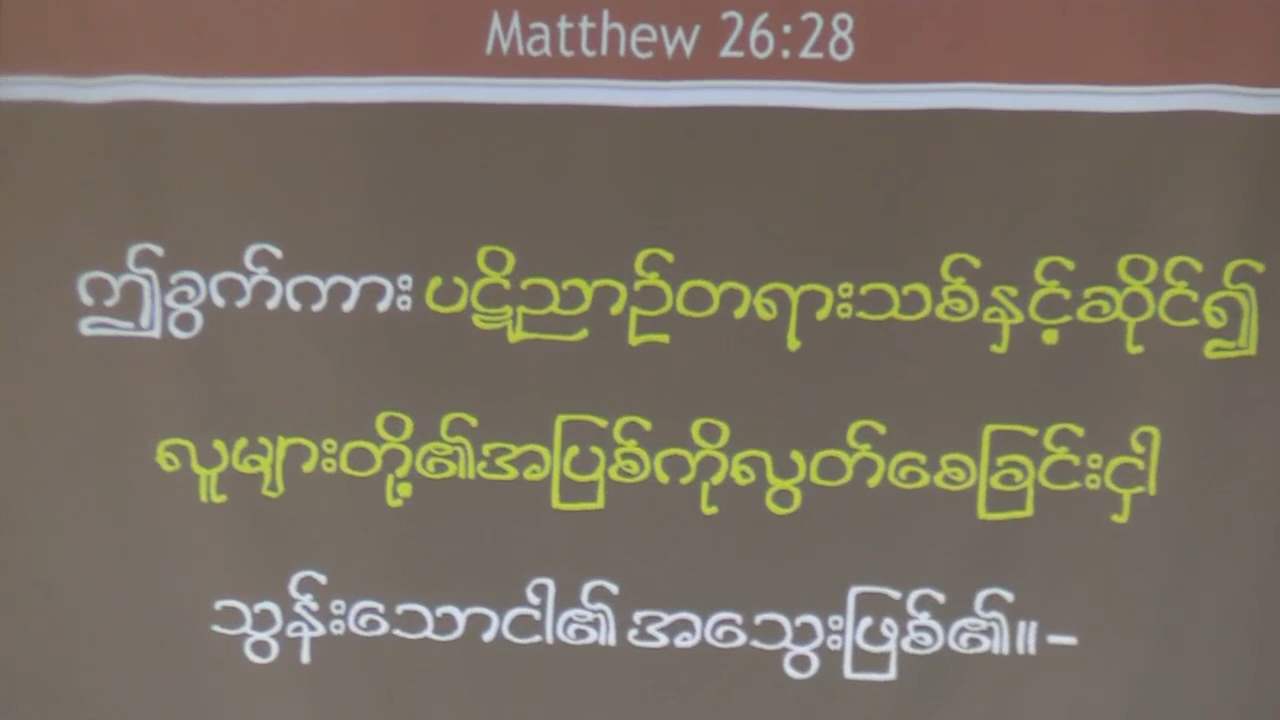 Matthew 26:28
ဤခွက်ကား ပဋိညာဉ်တရားသစ်နှင့်ဆိုင်၍
လူများတို့၏အပြစ်ကိုလွှတ်စေခြင်းငှါ
သွန်းသောငါ၏ အသွေးဖြစ်၏။-